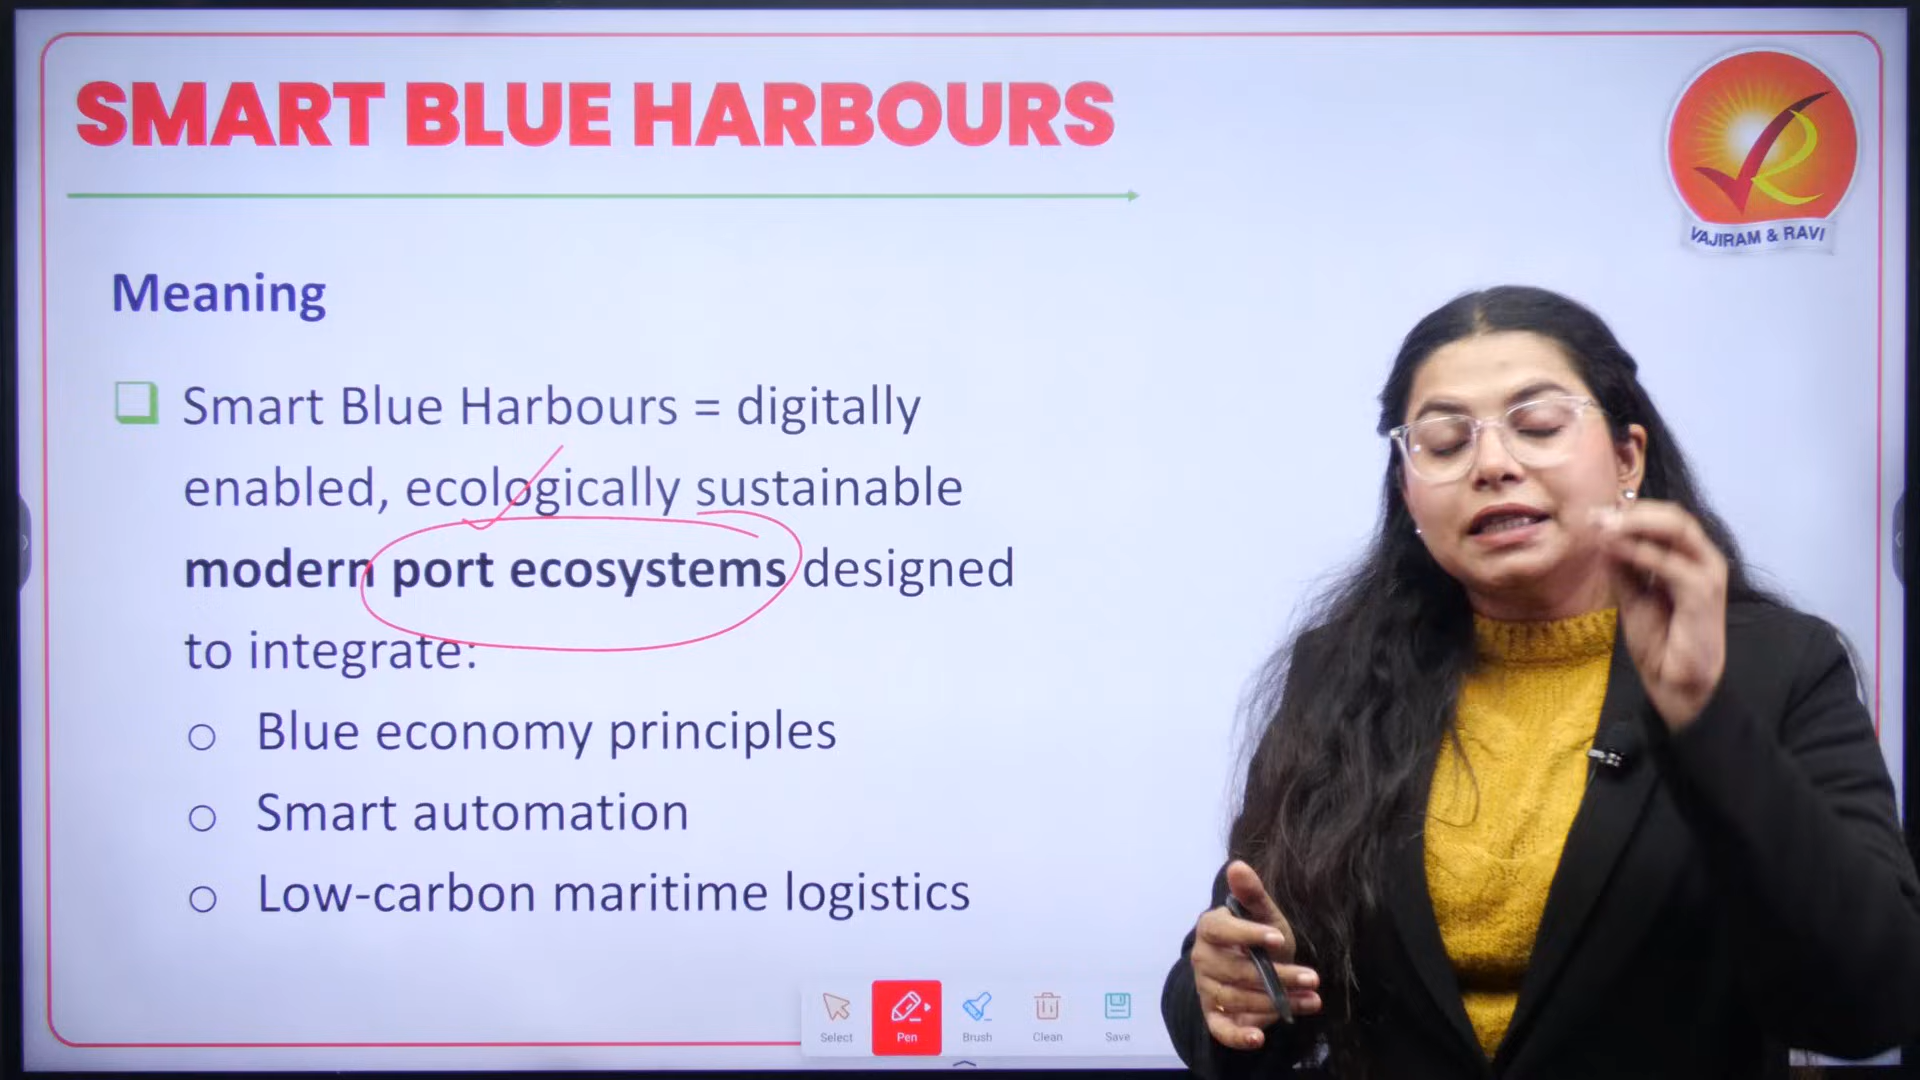 SMART BLUE HARBOURS
VAJIRAM & RAVI
Meaning
Smart Blue Harbours = digitally
enabled, ecologically sustainable
modern port ecosystems designed
to integrate:
Blue economy principles
Smart automation
Low-carbon maritime logistics
Select
Pen
Brush
Clean
Save